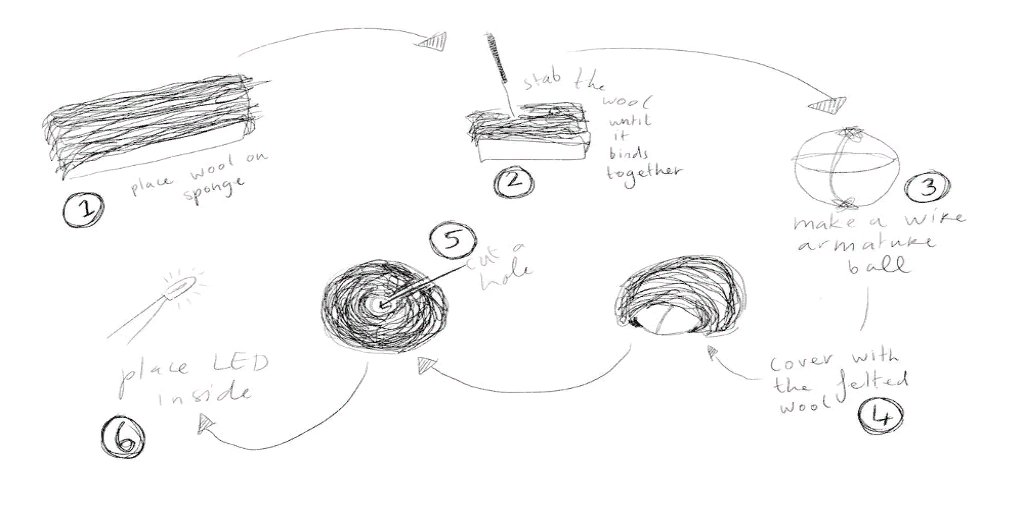 place wool on
sponge
1
stab the
wool
until
it
binds
together
2
3
make a wire
armature
ball
cover with
the felted
wool
4
5
cut a
hole
place LED
inside
6